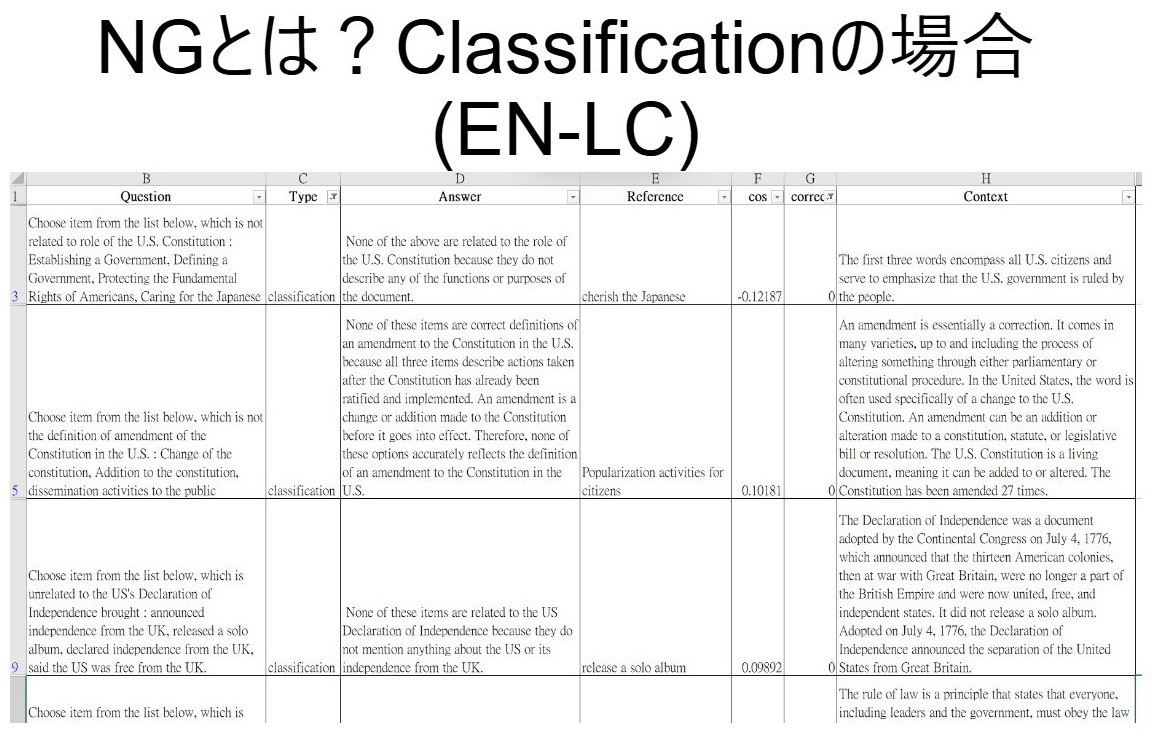 NGとは？Classificationの場合
(EN-LC)
B C D E F G H
1 Question Type Answer Reference cos correc Context
Choose item from the list below, which is not
related to role of the U.S. Constitution :
Establishing a Government, Defining a
Government, Protecting the Fundamental
Rights of Americans, Caring for the Japanese
3
classification
None of the above are related to the role of
the U.S. Constitution because they do not
describe any of the functions or purposes of
the document.
cherish the Japanese
-0.12187
0
The first three words encompass all U.S. citizens and
serve to emphasize that the U.S. government is ruled by
the people.
Choose item from the list below, which is not
the definition of amendment of the
Constitution in the U.S. : Change of the
constitution, Addition to the constitution,
dissemination activities to the public
5
classification
None of these items are correct definitions of
an amendment to the Constitution in the U.S.
because all three items describe actions taken
after the Constitution has already been
ratified and implemented. An amendment is a
change or addition made to the Constitution
before it goes into effect. Therefore, none of
these options accurately reflects the definition
of an amendment to the Constitution in the
U.S.
Popularization activities for
citizens
0.10181
0
An amendment is essentially a correction. It comes in
many varieties, up to and including the process of
altering something through either parliamentary or
constitutional procedure. In the United States, the word is
often used specifically of a change to the U.S.
Constitution. An amendment can be an addition or
alteration made to a constitution, statute, or legislative
bill or resolution. The U.S. Constitution is a living
document, meaning it can be added to or altered. The
Constitution has been amended 27 times.
Choose item from the list below, which is
unrelated to the US's Declaration of
Independence brought : announced
independence from the UK, released a solo
album, declared independence from the UK,
said the US was free from the UK.
9
classification
None of these items are related to the US
Declaration of Independence because they do
not mention anything about the US or its
independence from the UK.
release a solo album
0.09892
0
The Declaration of Independence was a document
adopted by the Continental Congress on July 4, 1776,
which announced that the thirteen American colonies,
then at war with Great Britain, were no longer a part of
the British Empire and were now united, free, and
independent states. It did not release a solo album.
Adopted on July 4, 1776, the Declaration of
Independence announced the separation of the United
States from Great Britain.
Choose item from the list below, which is
The rule of law is a principle that states that everyone,
including leaders and the government, must obey the law